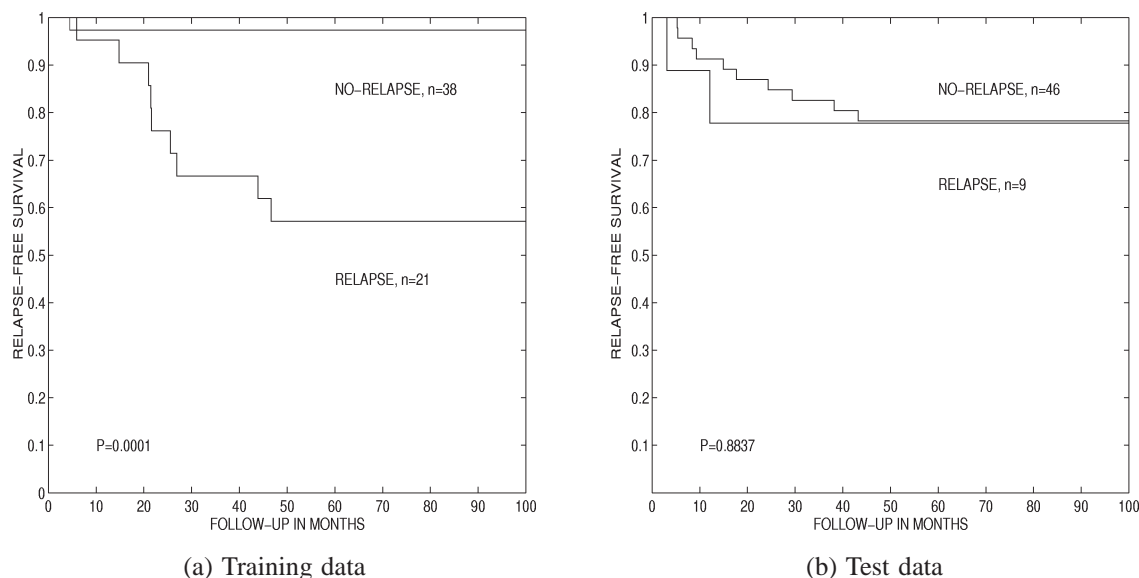 1
0.9
0.8
0.7
0.6
0.5
0.4
0.3
0.2
0.1
0
RELAPSE–FREE SURVIVAL
NO–RELAPSE, n=38
RELAPSE, n=21
P=0.0001
0 10 20 30 40 50 60 70 80 90 100
FOLLOW–UP IN MONTHS
(a) Training data
1
0.9
0.8
0.7
0.6
0.5
0.4
0.3
0.2
0.1
0
RELAPSE–FREE SURVIVAL
NO–RELAPSE, n=46
RELAPSE, n=9
P=0.8837
0 10 20 30 40 50 60 70 80 90 100
FOLLOW–UP IN MONTHS
(b) Test data